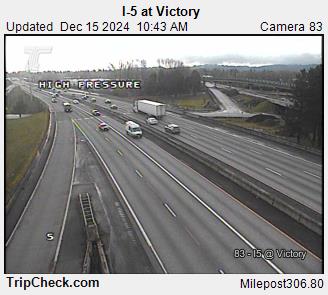 I-5 at Victory
Updated Dec 15 2024 10:43 AM Camera 83
HIGH PRESSURE
S
83 - I5 @ Victory
TripCheck.com Milepost306.80